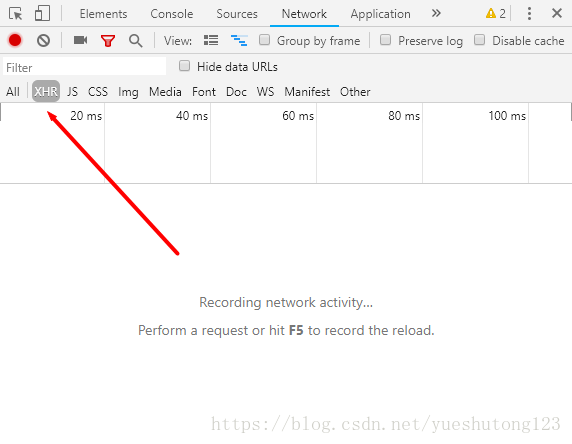 Elements Console Sources Network Application » 2
View: Group by frame Preserve log Disable cache
Filter Hide data URLs
All XHR JS CSS Img Media Font Doc WS Manifest Other
20 ms 40 ms 60 ms 80 ms 100 ms
Recording network activity...
Perform a request or hit F5 to record the reload.
https://blog.csdn.net/yueshutong123